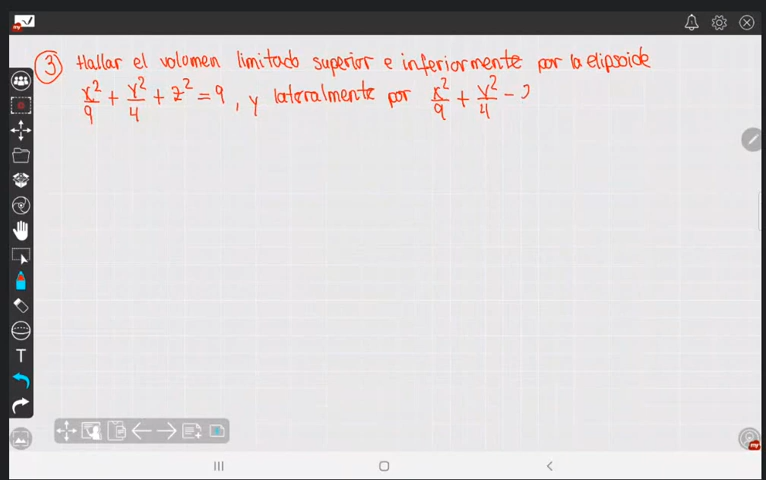 ③ Hallar el volumen limitado superior e inferiormente por la elipsoide
x²/9 + y²/4 + z² = 9, y lateralmente por x²/9 + y²/4 -
T